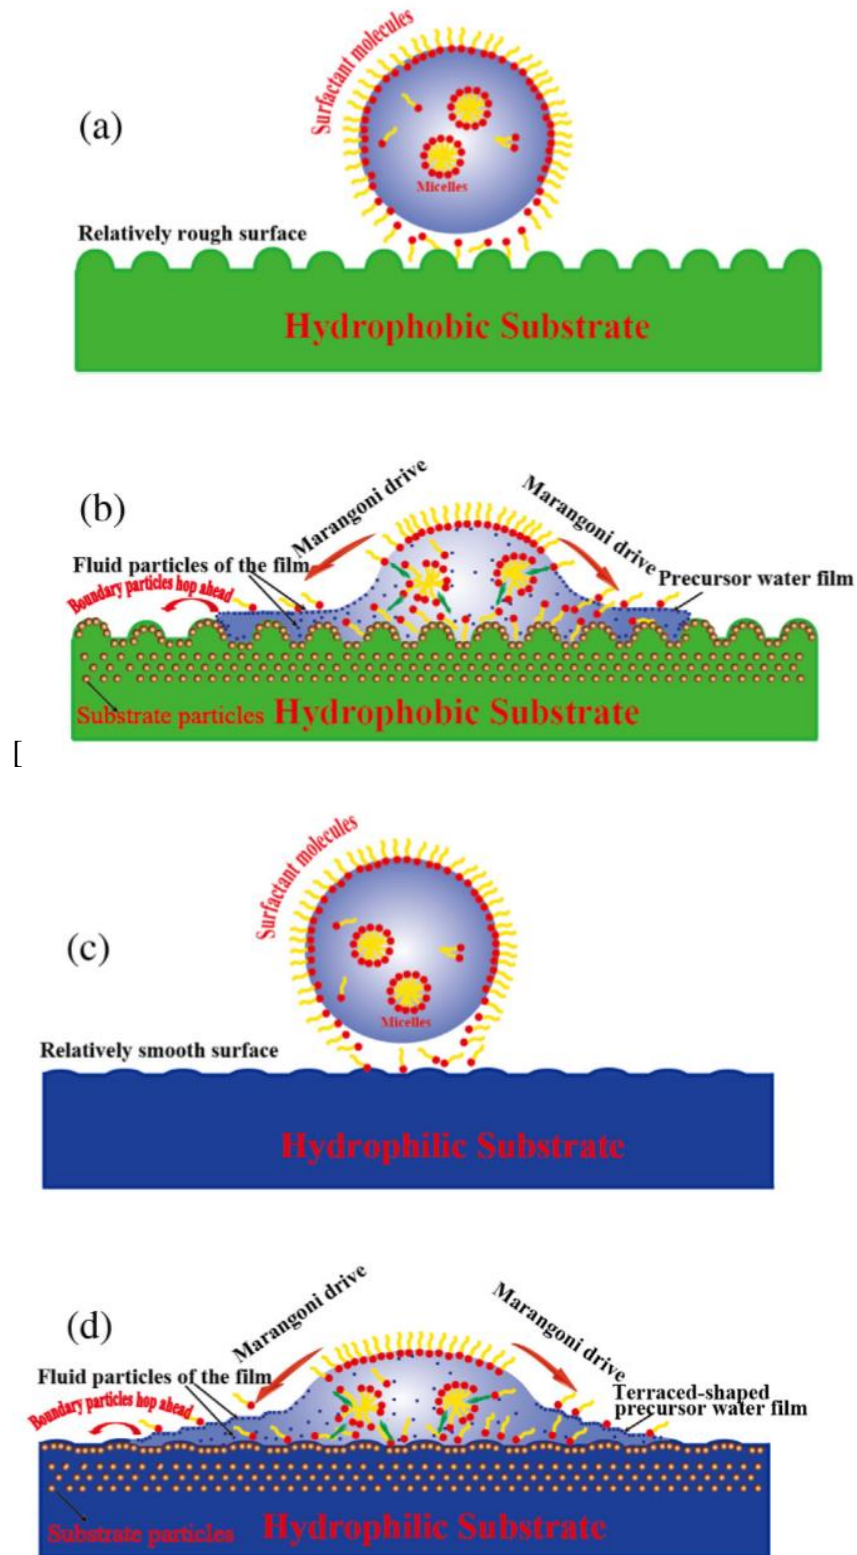 Surfactant molecules
(a)
Micelles
Relatively rough surface
Hydrophobic Substrate
(b)
Marangoni drive
Marangoni drive
Fluid particles of the film
Boundary particles hop ahead
Precursor water film
Substrate particles
Hydrophobic Substrate
[
Surfactant molecules
(c)
Micelles
Relatively smooth surface
Hydrophilic Substrate
(d)
Marangoni drive
Marangoni drive
Fluid particles of the film
Boundary particles hop ahead
Terraced-shaped
precursor water film
Substrate particles
Hydrophilic Substrate